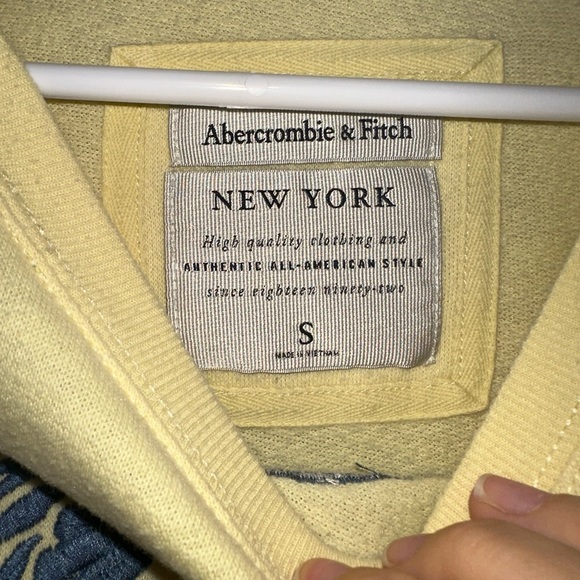 Abercrombie & Fitch
NEW YORK
High quality clothing and
AUTHENTIC ALL-AMERICAN STYLE
since eighteen ninety-two
S
MADE IN VIETNAM